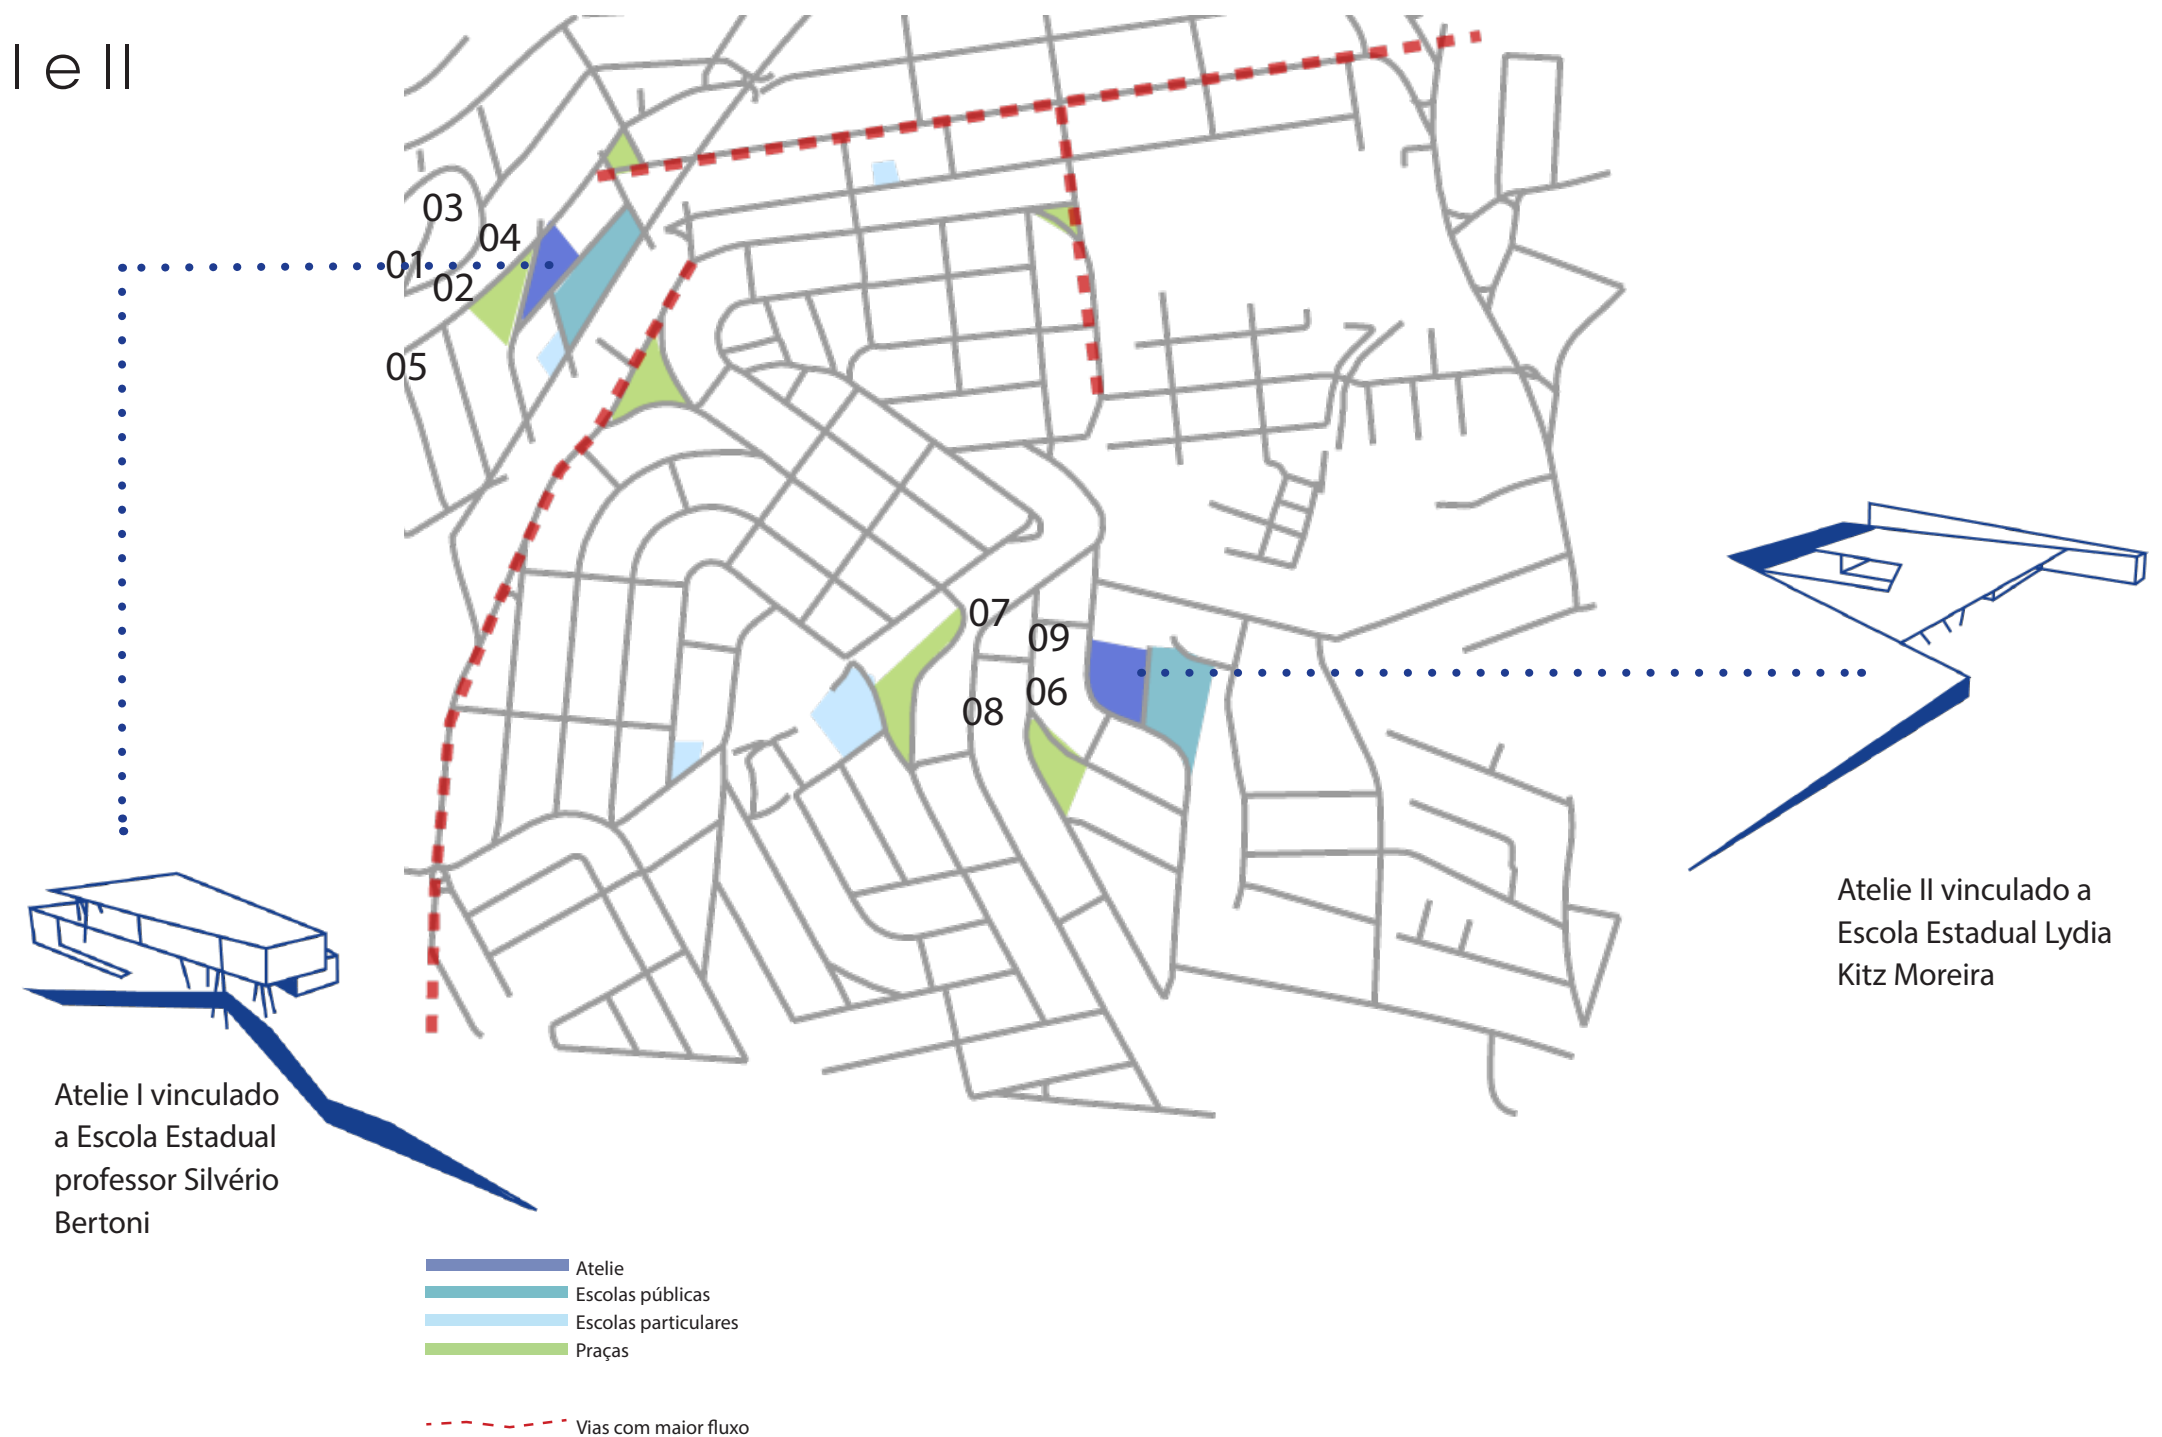 I e II
03
04
01
02
05
07
09
06
08
Atelie II vinculado a
Escola Estadual Lydia
Kitz Moreira
Atelie I vinculado
a Escola Estadual
professor Silvério
Bertoni
Atelie
Escolas públicas
Escolas particulares
Praças
Vias com maior fluxo